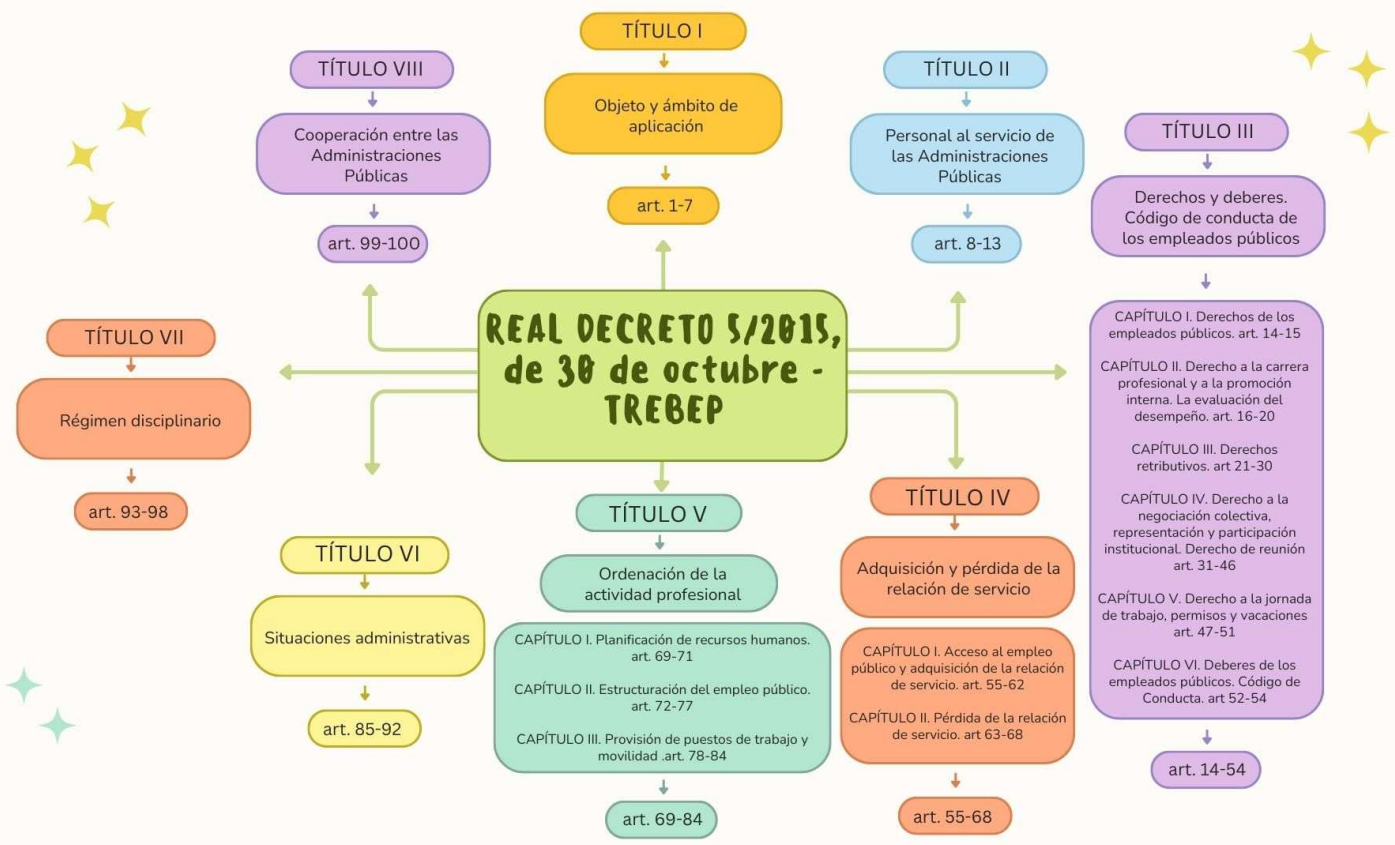 REAL DECRETO 5/2015,
de 30 de octubre -
TREBEP
TÍTULO I
Objeto y ámbito de
aplicación
art. 1-7
TÍTULO II
Personal al servicio de
las Administraciones
Públicas
art. 8-13
TÍTULO III
Derechos y deberes.
Código de conducta de
los empleados públicos
CAPÍTULO I. Derechos de los
empleados públicos. art. 14-15
CAPÍTULO II. Derecho a la carrera
profesional y a la promoción
interna. La evaluación del
desempeño. art. 16-20
CAPÍTULO III. Derechos
retributivos. art 21-30
CAPÍTULO IV. Derecho a la
negociación colectiva,
representación y participación
institucional. Derecho de reunión
art. 31-46
CAPÍTULO V. Derecho a la jornada
de trabajo, permisos y vacaciones
art. 47-51
CAPÍTULO VI. Deberes de los
empleados públicos. Código de
Conducta. art 52-54
art. 14-54
TÍTULO IV
Adquisición y pérdida de la
relación de servicio
CAPÍTULO I. Acceso al empleo
público y adquisición de la relación
de servicio. art. 55-62
CAPÍTULO II. Pérdida de la relación
de servicio. art 63-68
art. 55-68
TÍTULO V
Ordenación de la
actividad profesional
CAPÍTULO I. Planificación de recursos humanos.
art. 69-71
CAPÍTULO II. Estructuración del empleo público.
art. 72-77
CAPÍTULO III. Provisión de puestos de trabajo y
movilidad .art. 78-84
art. 69-84
TÍTULO VI
Situaciones administrativas
art. 85-92
TÍTULO VII
Régimen disciplinario
art. 93-98
TÍTULO VIII
Cooperación entre las
Administraciones
Públicas
art. 99-100